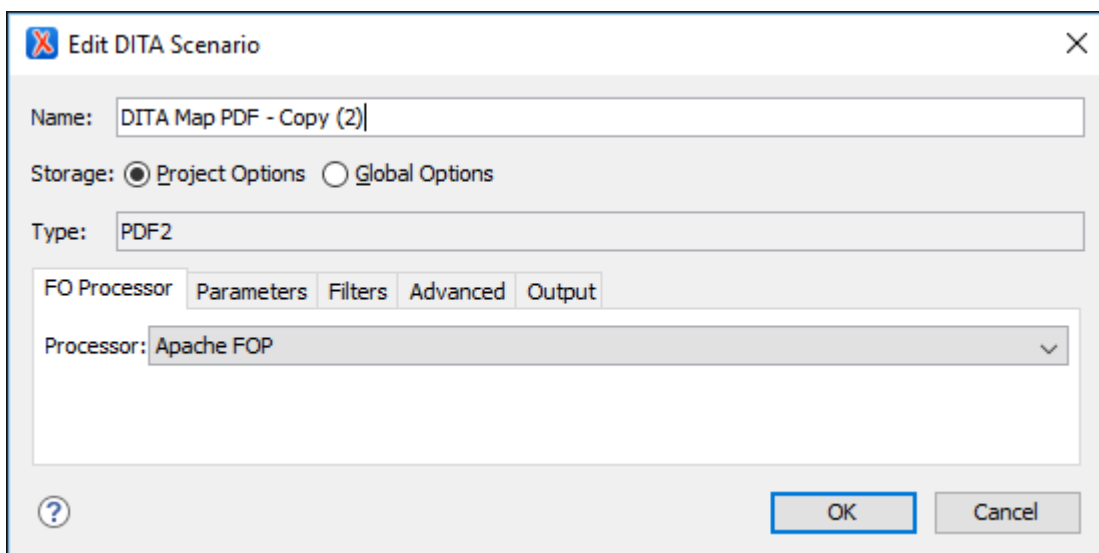 Edit DITA Scenario
Name: DITA Map PDF - Copy (2)
Storage: Project Options Global Options
Type: PDF2
FO Processor Parameters Filters Advanced Output
Processor: Apache FOP
? OK Cancel